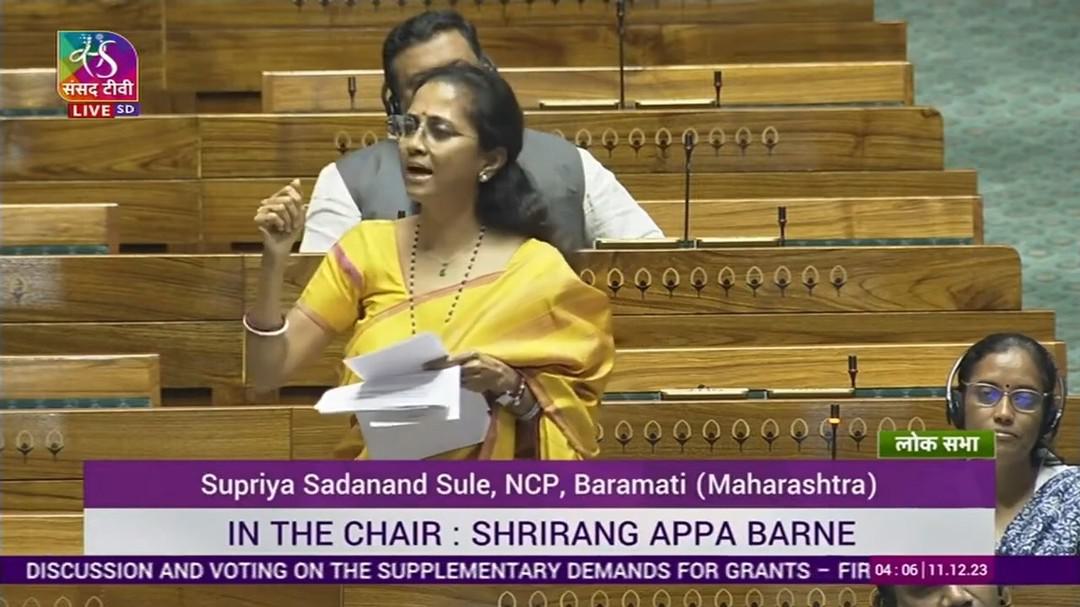 संसद टीवी
LIVE SD
लोक सभा
Supriya Sadanand Sule, NCP, Baramati (Maharashtra)
IN THE CHAIR : SHRIRANG APPA BARNE
DISCUSSION AND VOTING ON THE SUPPLEMENTARY DEMANDS FOR GRANTS – FIR
04:06 | 11.12.23